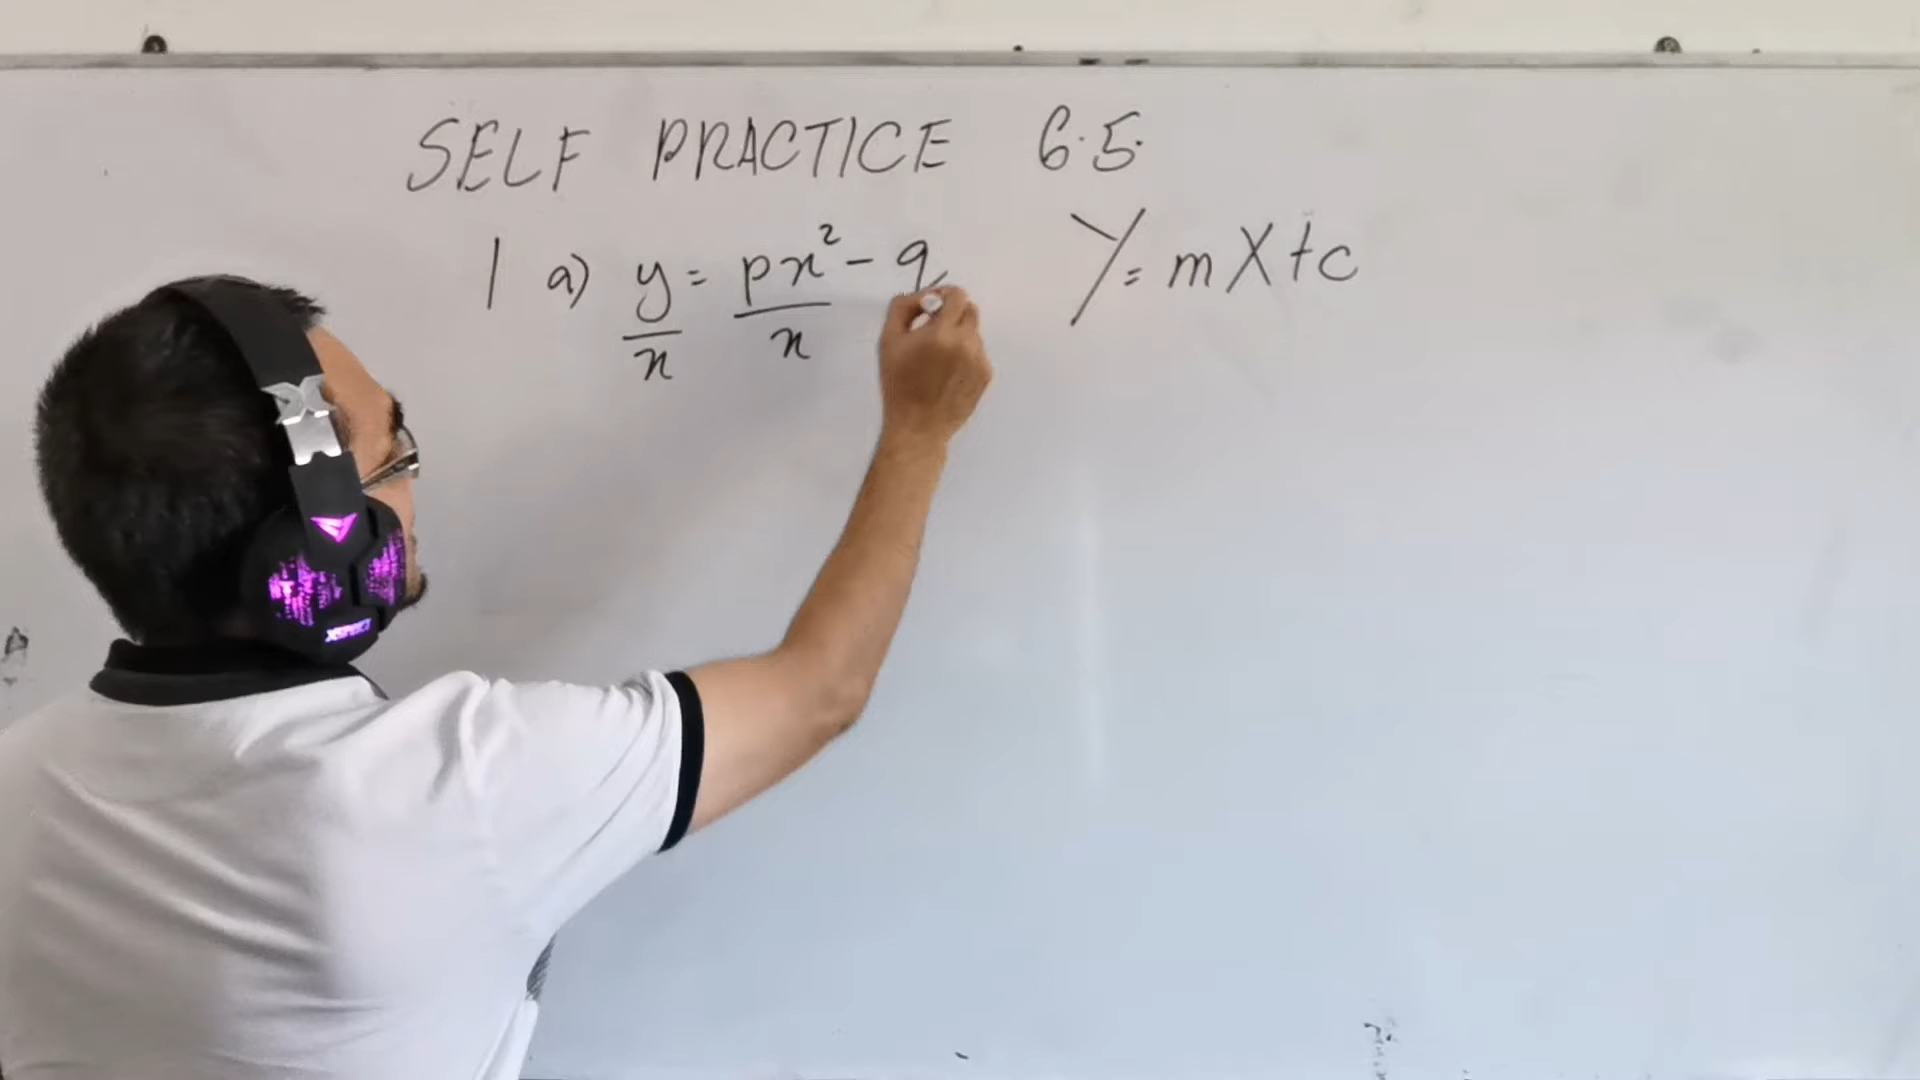 SELF PRACTICE 6.5.
1 a) y/x = px²/x - q Y = mX + c